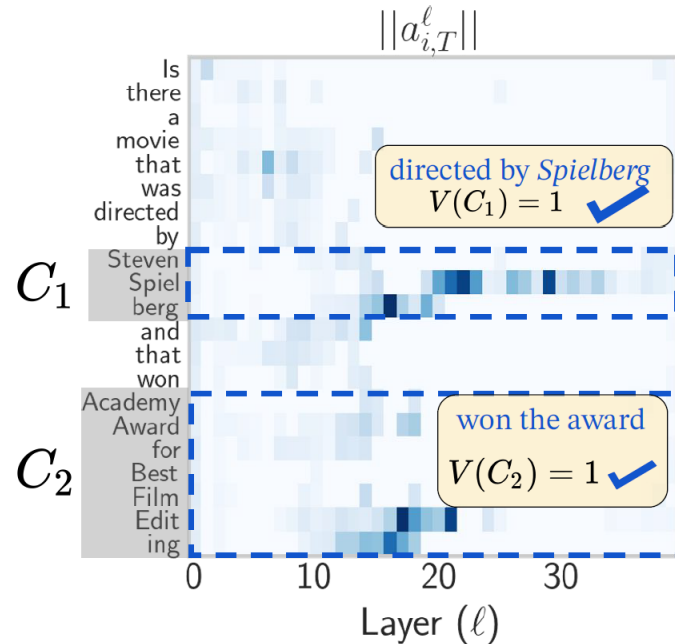 ||a^ℓ_{i,T}||
Is
there
a
movie
that
was
directed
by
Steven
Spiel
berg
and
that
won
Academy
Award
for
Best
Film
Edit
ing
C₁
C₂
directed by Spielberg
V(C₁) = 1 ✓
won the award
V(C₂) = 1 ✓
0 10 20 30
Layer (ℓ)